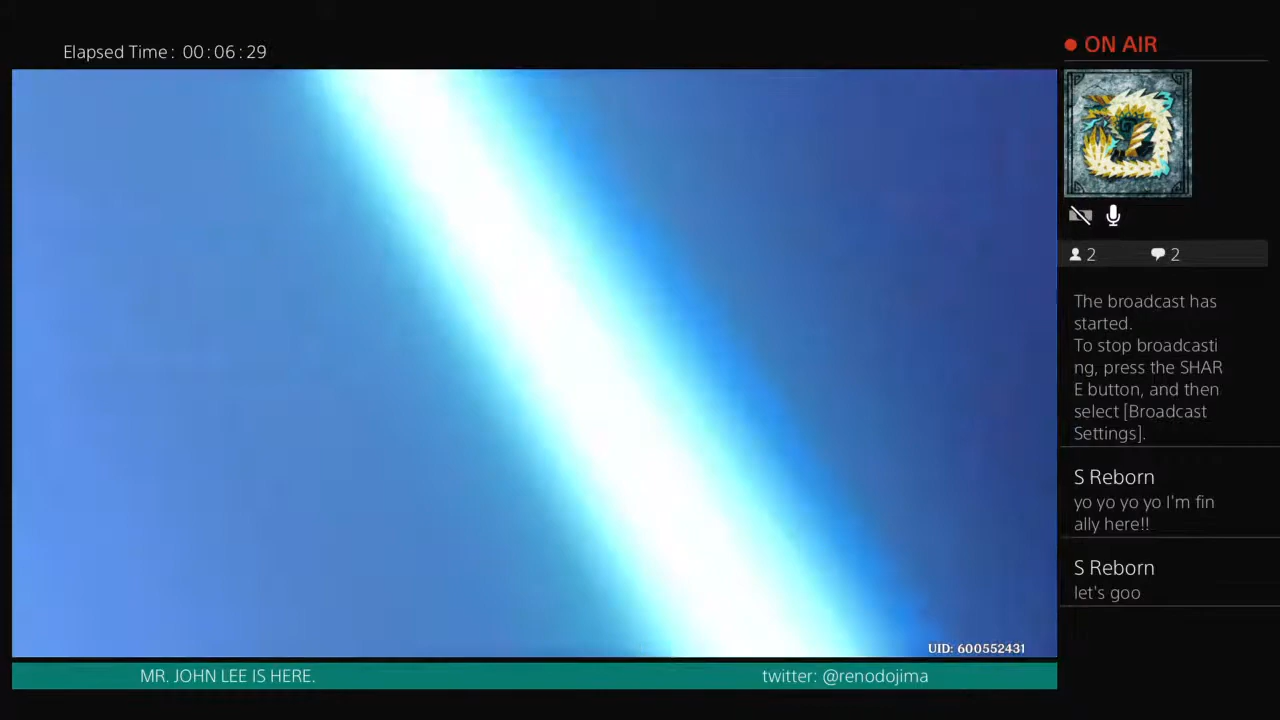 Elapsed Time: 00:06:29
ON AIR
2
2
The broadcast has
started.
To stop broadcasti
ng, press the SHAR
E button, and then
select [Broadcast
Settings].
S Reborn
yo yo yo yo I'm fin
ally here!!
S Reborn
let's goo
UID: 600552431
MR. JOHN LEE IS HERE.
twitter: @renodojima